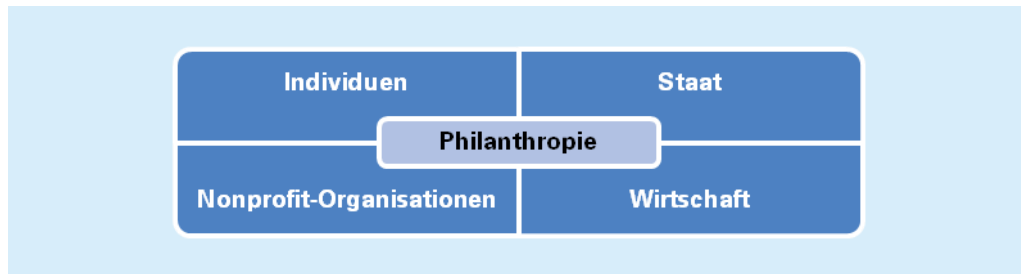 Individuen
Staat
Philanthropie
Nonprofit-Organisationen
Wirtschaft